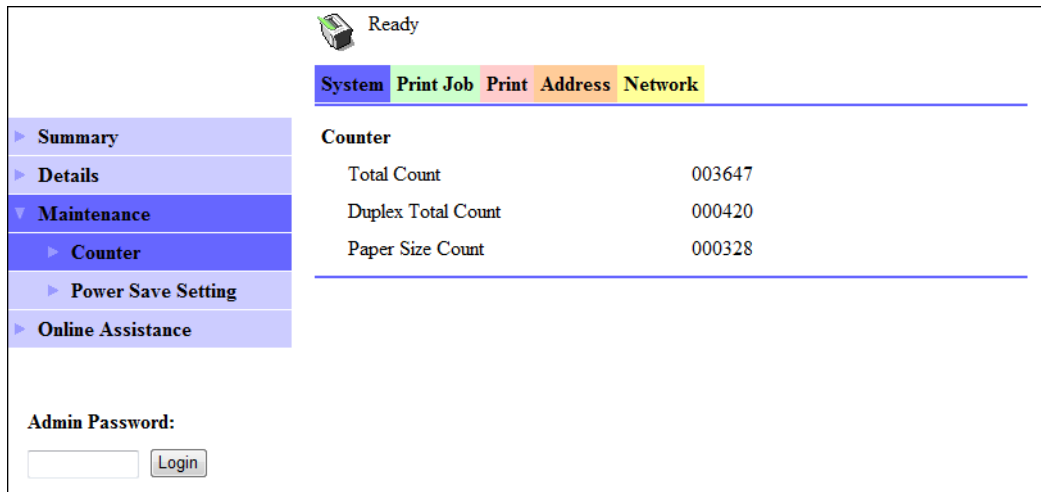 Ready
System Print Job Print Address Network
Summary
Details
Maintenance
Counter
Power Save Setting
Online Assistance
Admin Password:
Login
Counter
Total Count 003647
Duplex Total Count 000420
Paper Size Count 000328